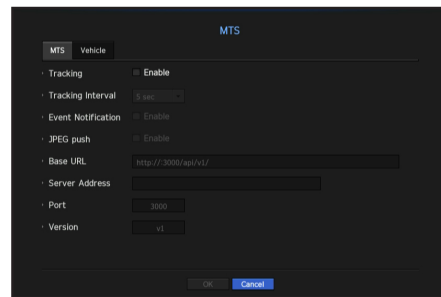 MTS
MTS Vehicle
Tracking Enable
Tracking Interval 5 sec
Event Notification Enable
JPEG push Enable
Base URL http://:3000/api/v1/
Server Address
Port 3000
Version v1
OK Cancel